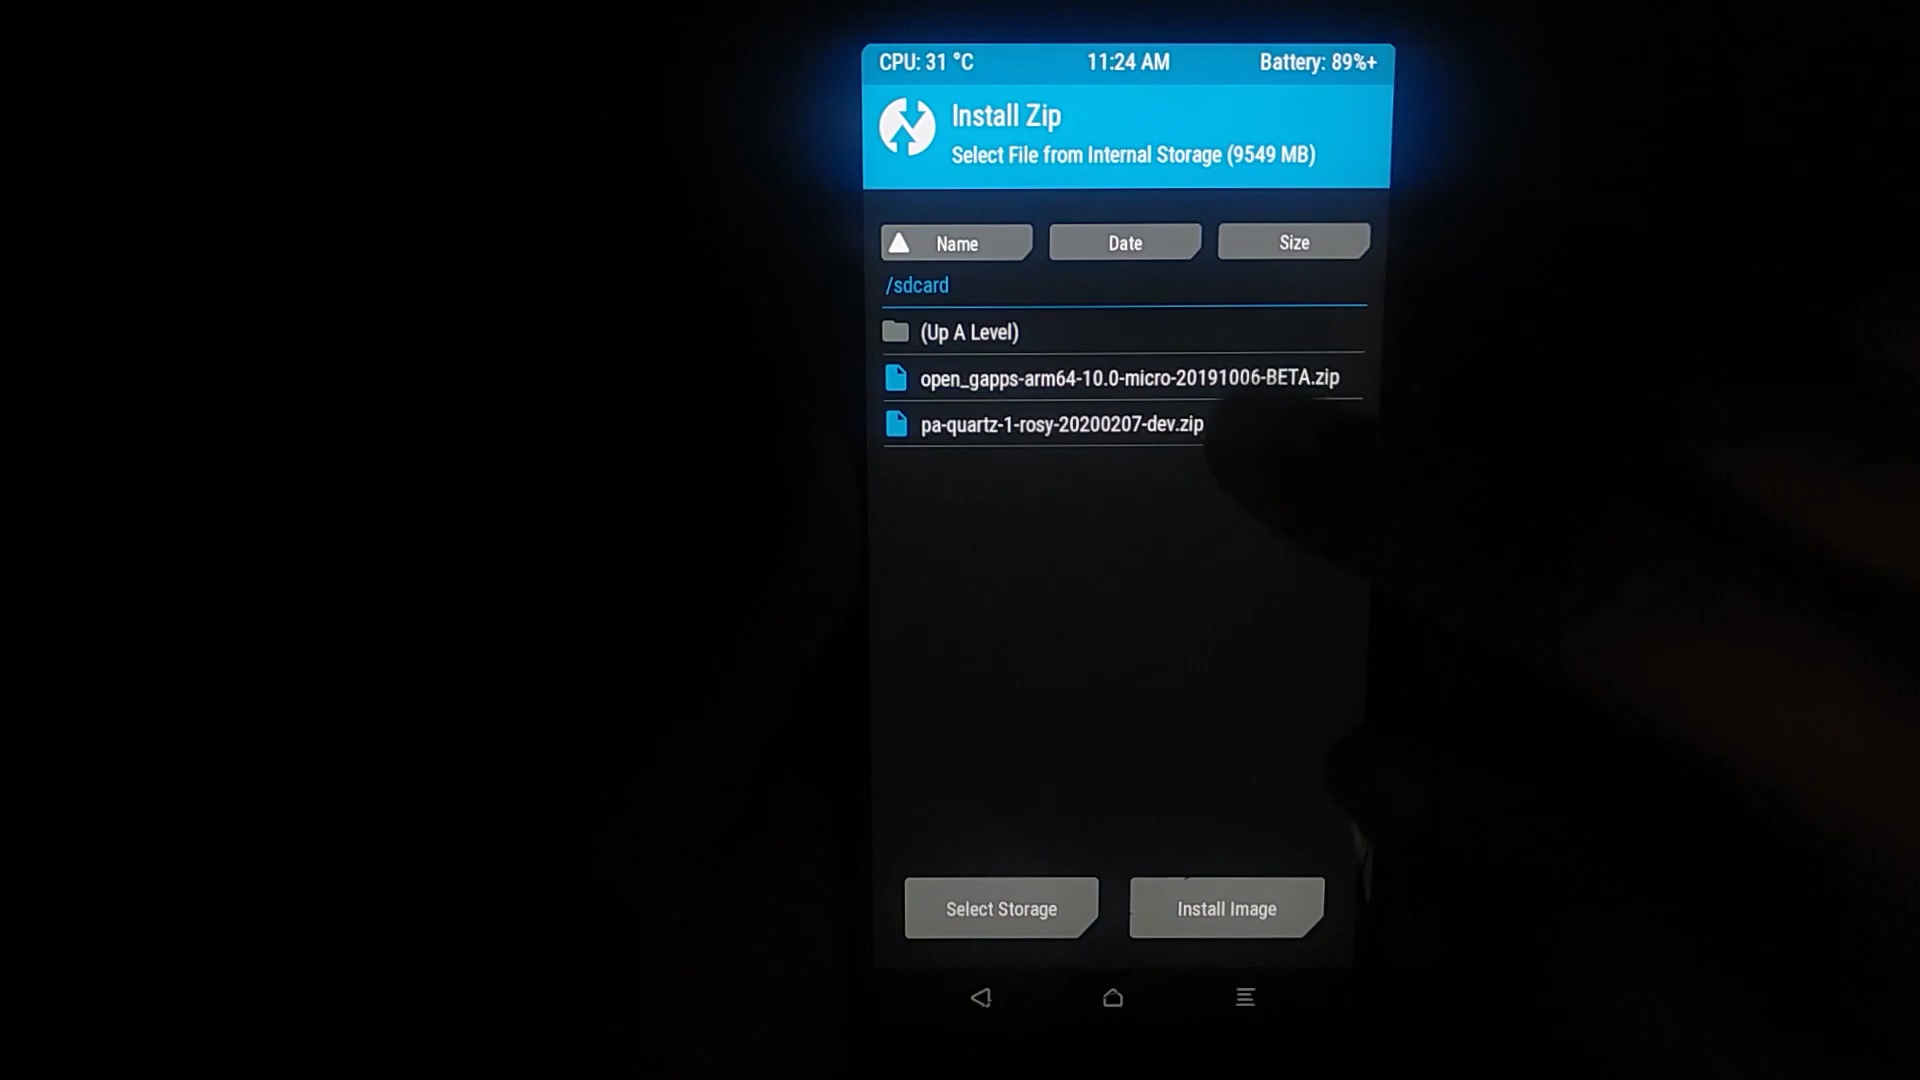 CPU: 31 °C 11:24 AM Battery: 89%+
Install Zip
Select File from Internal Storage (9549 MB)
Name Date Size
/sdcard
(Up A Level)
open_gapps-arm64-10.0-micro-20191006-BETA.zip
pa-quartz-1-rosy-20200207-dev.zip
Select Storage Install Image